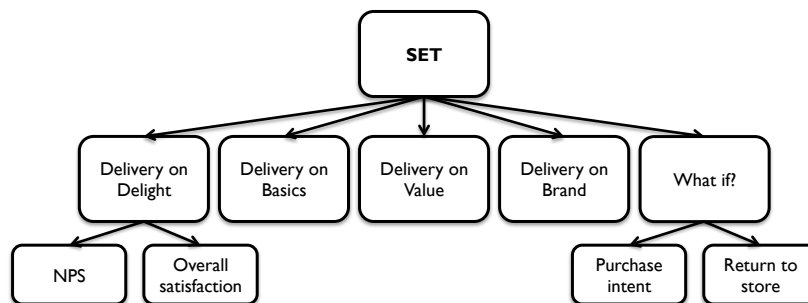 SET
Delivery on
Delight
Delivery on
Basics
Delivery on
Value
Delivery on
Brand
What if?
NPS
Overall
satisfaction
Purchase
intent
Return to
store